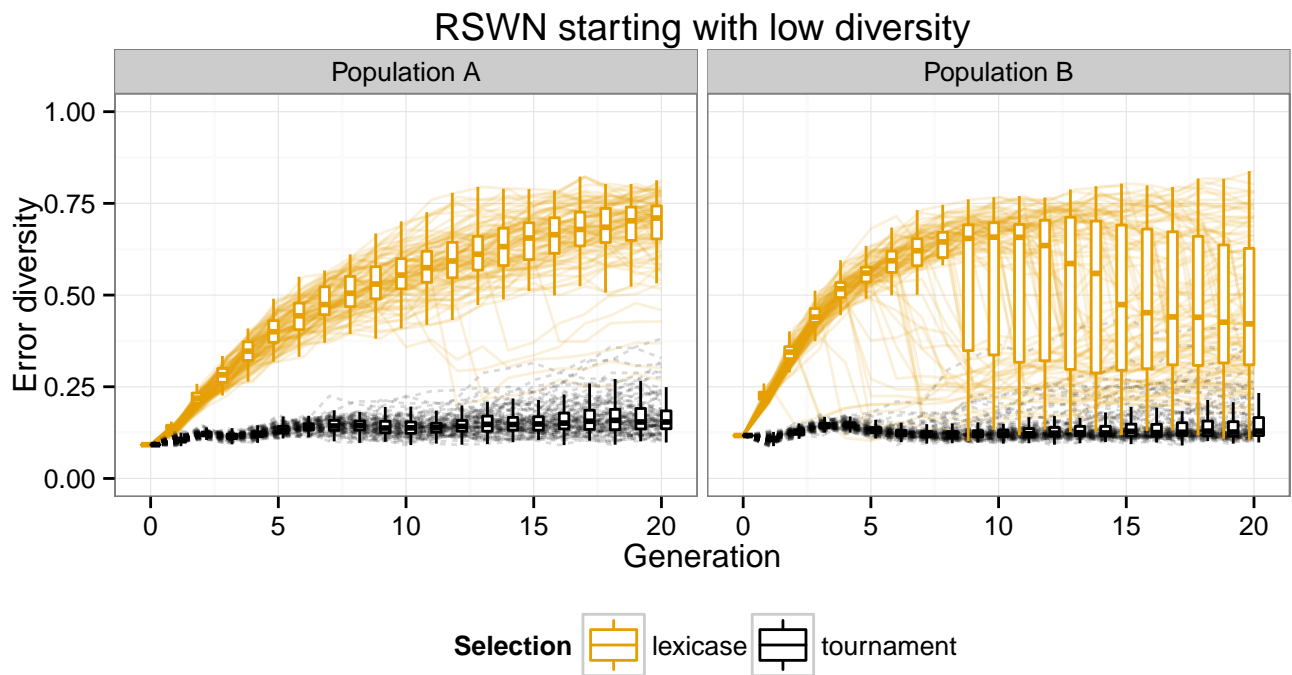 RSWN starting with low diversity
Population A Population B
Error diversity
1.00
0.75
0.50
0.25
0.00
0 5 10 15 20 0 5 10 15 20
Generation
Selection lexicase tournament